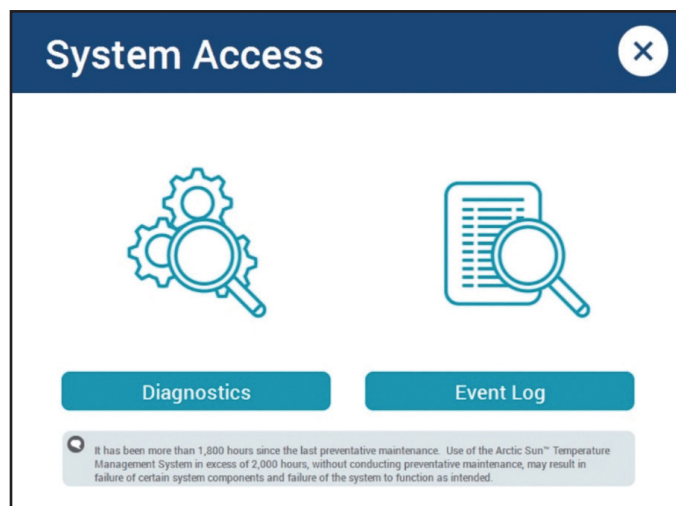 System Access
Diagnostics
Event Log
It has been more than 1,800 hours since the last preventative maintenance. Use of the Arctic Sun™ Temperature
Management System in excess of 2,000 hours, without conducting preventative maintenance, may result in
failure of certain system components and failure of the system to function as intended.